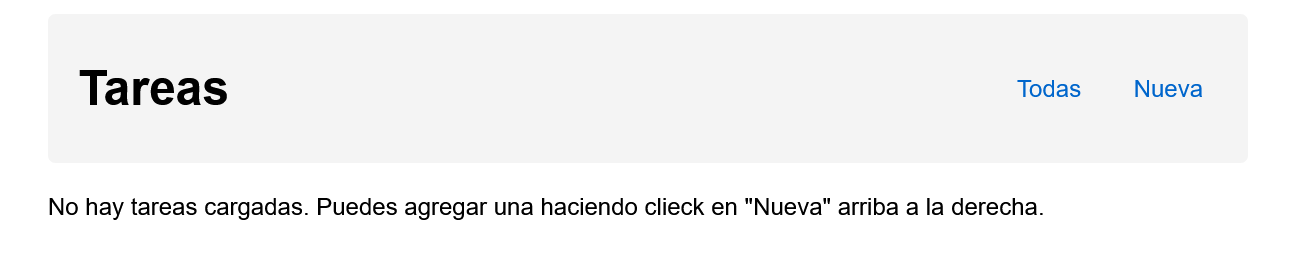 Tareas
Todas Nueva
No hay tareas cargadas. Puedes agregar una haciendo clieck en "Nueva" arriba a la derecha.